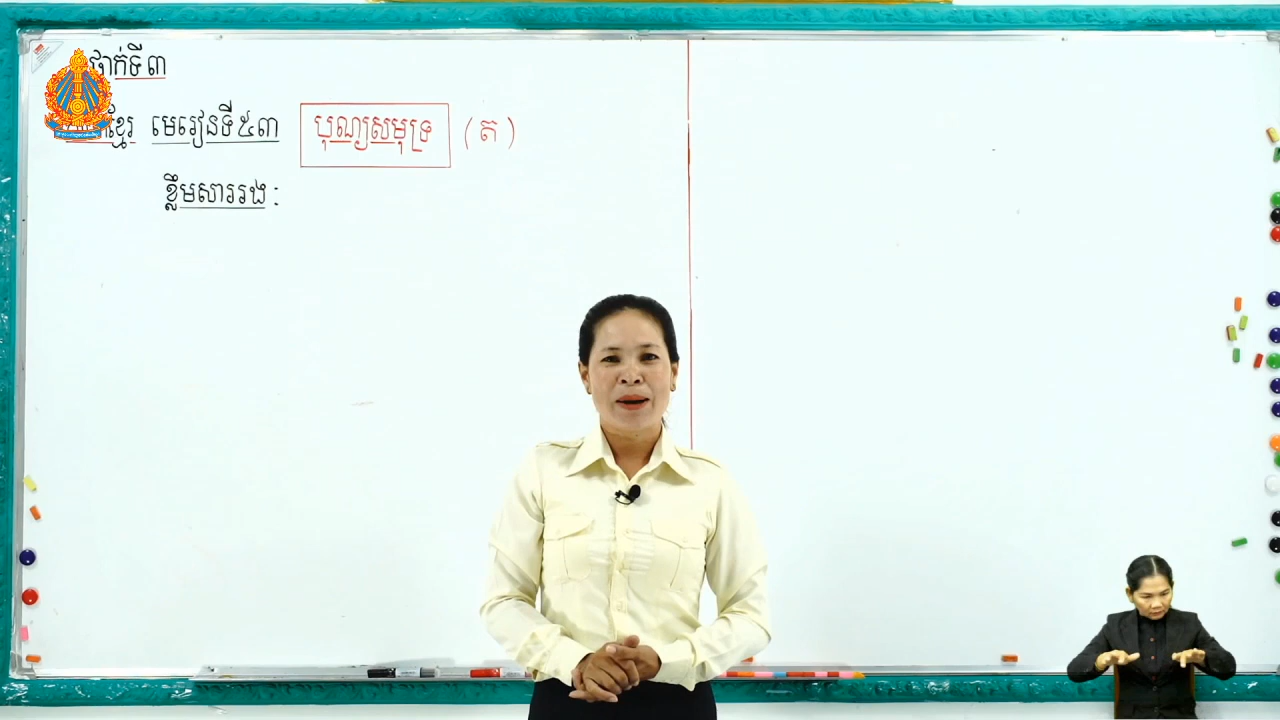 ថ្នាក់ទី ៣
ខ្មែរ មេរៀនទី ៥៣ បុណ្យសមុទ្រ ( ត )
ខ្លឹមសាររង :